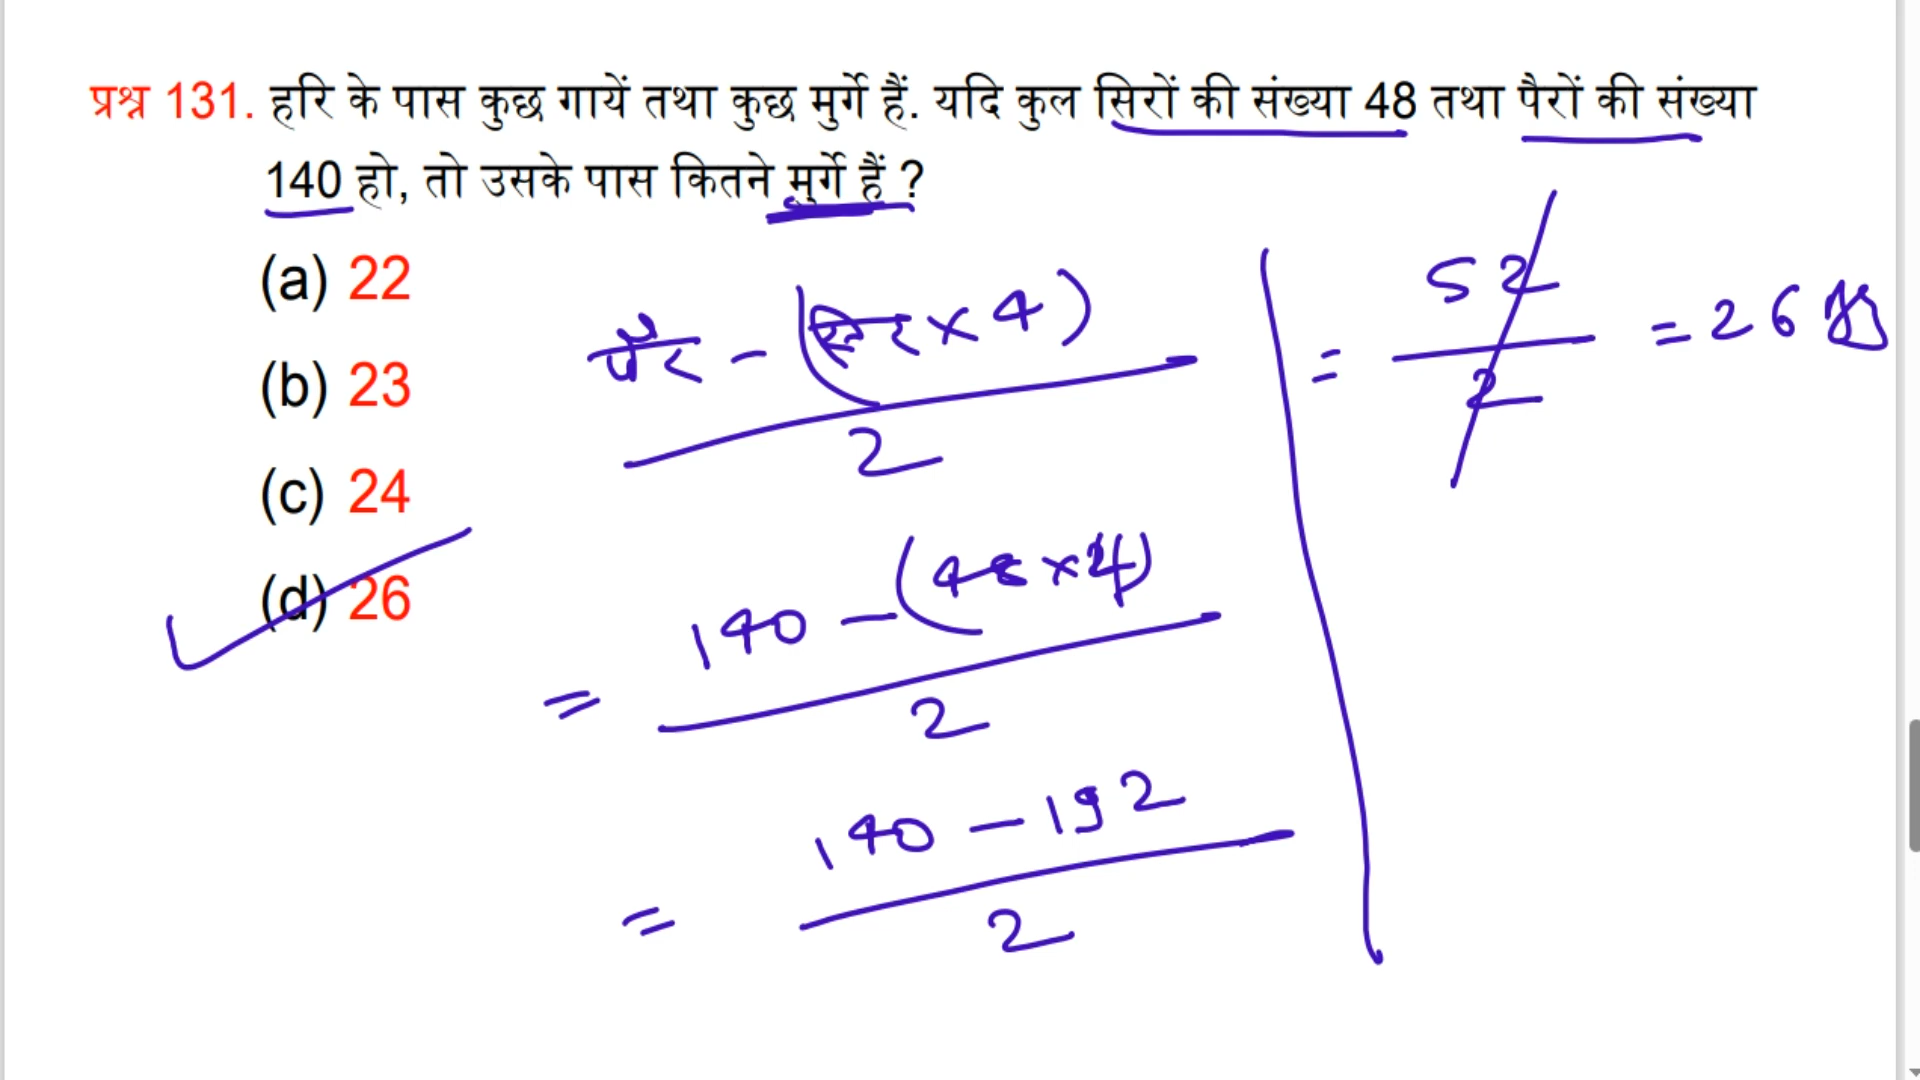 प्रश्न 131. हरि के पास कुछ गायें तथा कुछ मुर्गे हैं. यदि कुल सिरों की संख्या 48 तथा पैरों की संख्या
140 हो, तो उसके पास कितने मुर्गे हैं ?
(a) 22
(b) 23
(c) 24
(d) 26
पैर - (सिर × 4)
2
= 140 - (48 × 4)
2
= 140 - 192
2
= 52
2
= 26